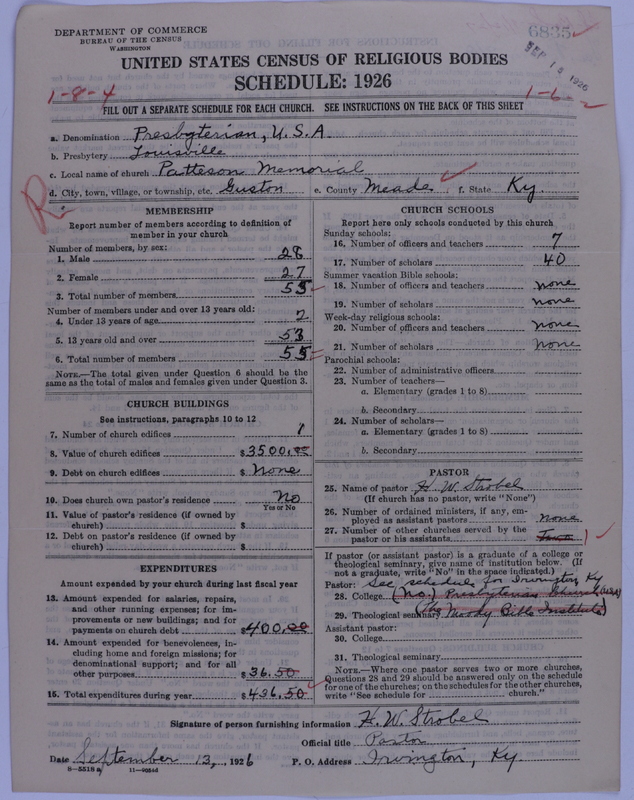 DEPARTMENT OF COMMERCE
BUREAU OF THE CENSUS
WASHINGTON
6835
SEP 16 1926
UNITED STATES CENSUS OF RELIGIOUS BODIES
SCHEDULE: 1926
1-8-4
1-6-2
FILL OUT A SEPARATE SCHEDULE FOR EACH CHURCH. SEE INSTRUCTIONS ON THE BACK OF THIS SHEET
a. Denomination Presbyterian, U.S.A.
b. Presbytery Louisville
c. Local name of church Patteson Memorial
d. City, town, village, or township, etc. Guston e. County Meade f. State Ky.
R
MEMBERSHIP
Report number of members according to definition of
member in your church
Number of members, by sex:
1. Male 28
2. Female 27
3. Total number of members 55
Number of members under and over 13 years old:
4. Under 13 years of age 2
5. 13 years old and over 53
6. Total number of members 55
NOTE.—The total given under Question 6 should be the
same as the total of males and females given under Question 3.
CHURCH BUILDINGS
See instructions, paragraphs 10 to 12
7. Number of church edifices 1
8. Value of church edifices $3500.00
9. Debt on church edifices $ None
10. Does church own pastor's residence No
Yes or No
11. Value of pastor's residence (if owned by
church) $
12. Debt on pastor's residence (if owned by
church) $
EXPENDITURES
Amount expended by your church during last fiscal year
13. Amount expended for salaries, repairs,
and other running expenses; for im-
provements or new buildings; and for
payments on church debt $400.00
14. Amount expended for benevolences, in-
cluding home and foreign missions; for
denominational support; and for all
other purposes $36.50
15. Total expenditures during year $436.50
CHURCH SCHOOLS
Report here only schools conducted by this church
Sunday schools:
16. Number of officers and teachers 7
17. Number of scholars 40
Summer vacation Bible schools:
18. Number of officers and teachers none
19. Number of scholars none
Week-day religious schools:
20. Number of officers and teachers none
21. Number of scholars none
Parochial schools:
22. Number of administrative officers
23. Number of teachers—
a. Elementary (grades 1 to 8)
b. Secondary
24. Number of scholars—
a. Elementary (grades 1 to 8)
b. Secondary
PASTOR
25. Name of pastor H. W. Strobel
(If church has no pastor, write "None")
26. Number of ordained ministers, if any, em-
ployed as assistant pastors none
27. Number of other churches served by the
pastor or his assistants 1
If pastor (or assistant pastor) is a graduate of a college or
theological seminary, give name of institution below. (If
not a graduate, write "No" in the space indicated.)
Pastor: See schedule for Irvington, Ky
28. College (No.) Presbyterian Church
29. Theological seminary (The Moody Bible Institute)
Assistant pastor:
30. College
31. Theological seminary
NOTE.—Where one pastor serves two or more churches,
Questions 28 and 29 should be answered only on the schedule
for one of the churches; on the schedules for the other churches,
write "See schedule for church."
Signature of person furnishing information H. W. Strobel
Official title Pastor
Date September 13, 1926 P. O. Address Irvington, Ky.
8-5518a 11-9054d